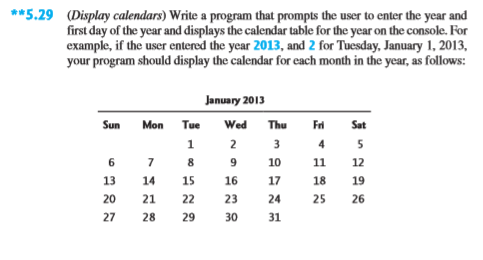 **5.29 (Display calendars) Write a program that prompts the user to enter the year and
first day of the year and displays the calendar table for the year on the console. For
example, if the user entered the year 2013, and 2 for Tuesday, January 1, 2013,
your program should display the calendar for each month in the year, as follows:
January 2013
Sun Mon Tue Wed Thu Fri Sat
1 2 3 4 5
6 7 8 9 10 11 12
13 14 15 16 17 18 19
20 21 22 23 24 25 26
27 28 29 30 31